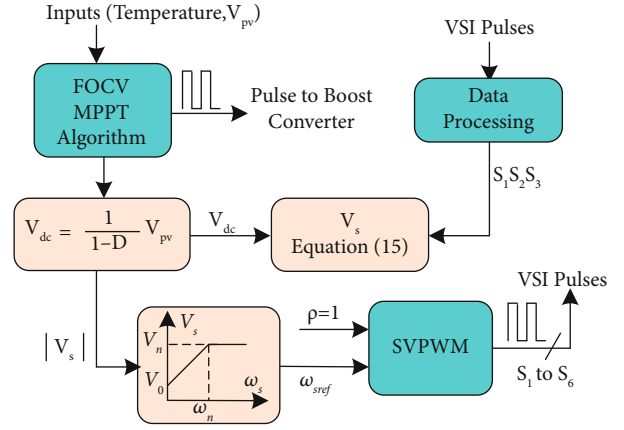 Inputs (Temperature,V_pv)
VSI Pulses
FOCV
MPPT
Algorithm
Pulse to Boost
Converter
Data
Processing
S_1S_2S_3
V_dc = 1/1–D V_pv
V_dc
V_s
Equation (15)
|V_s|
V_s
V_n
V_0
ω_s
ω_n
ρ=1
ω_sref
SVPWM
VSI Pulses
S_1 to S_6